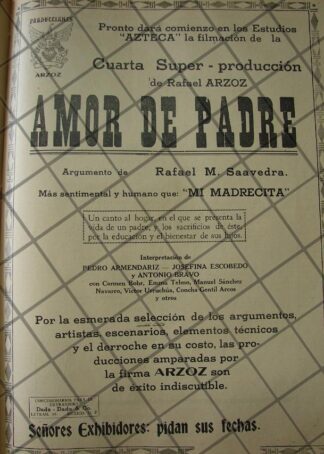 PRODUCCIONES
ARZOZ
Pronto dará comienzo en los Estudios
"AZTECA" la filmación de la
Cuarta Super - producción
de Rafael ARZOZ
AMOR DE PADRE
Argumento de Rafael M. Saavedra.
Más sentimental y humano que: "MI MADRECITA"
Un canto al hogar, en el que se presenta la
vida de un padre, y los sacrificios de éste,
por la educación y el bienestar de sus hijos.
Interpretación de
PEDRO ARMENDARIZ — JOSEFINA ESCOBEDO
y ANTONIO BRAVO
con Carmen Bohr, Emma Telmo, Manuel Sánchez
Navarro, Victor Urruchúa, Concha Gentil Arcos
y otros
Por la esmerada selección de los argumentos,
artistas, escenarios, elementos técnicos
y el derroche en su costo, las pro-
ducciones amparadas por
la firma ARZOZ son
de éxito indiscutible.
Dada - Dada & Co.
Señores Exhibidores: pidan sus fechas.